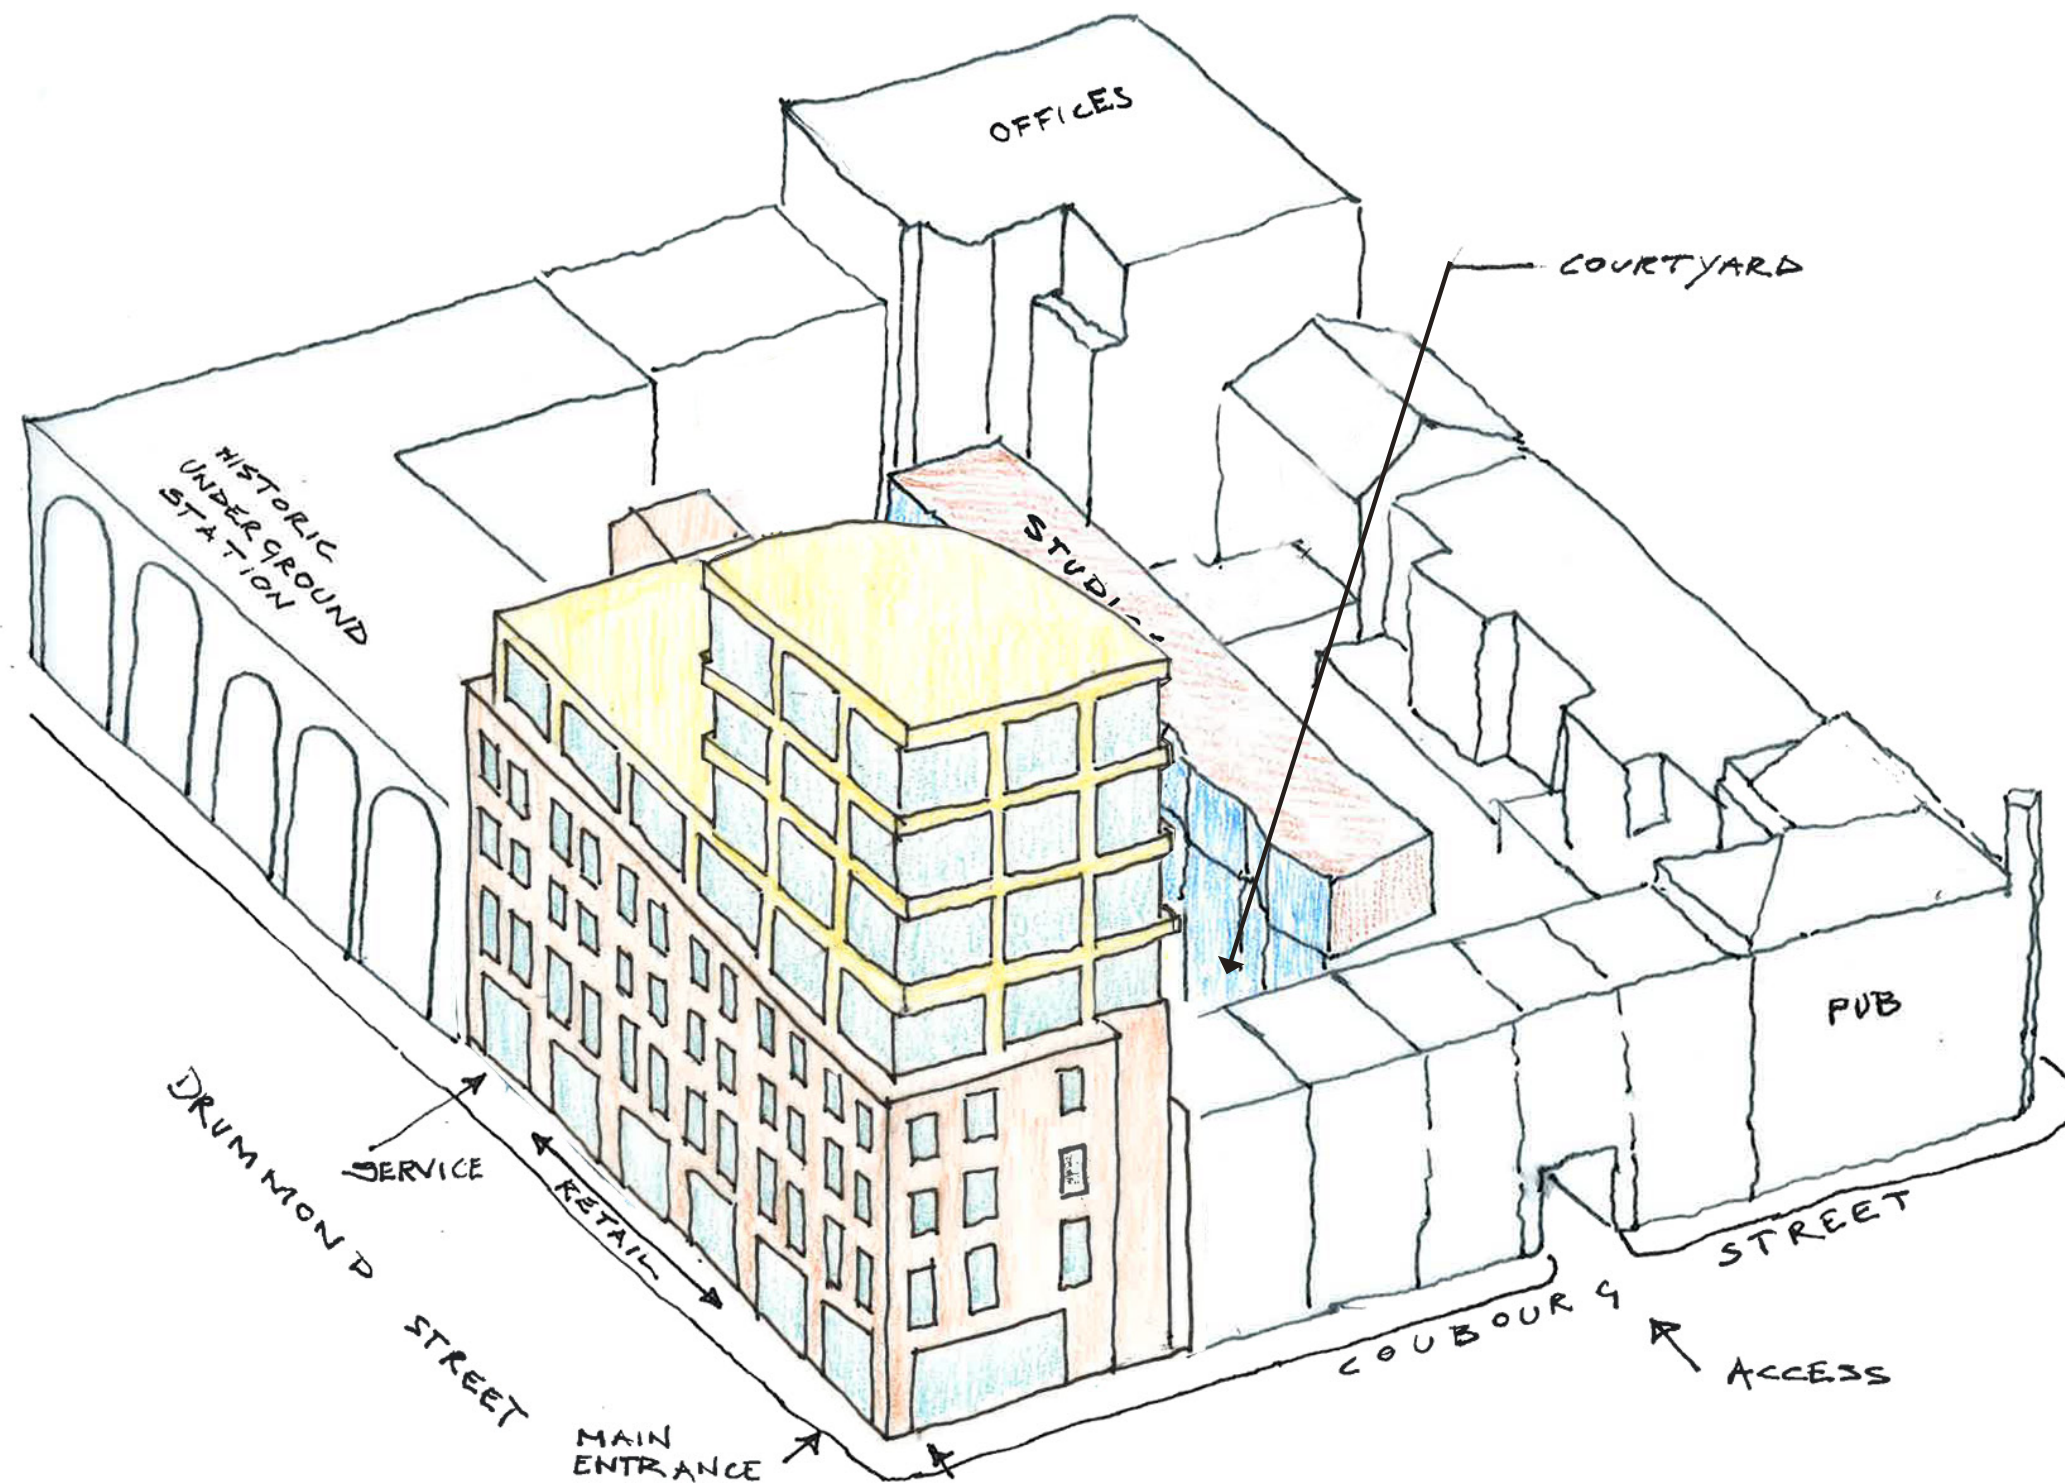 OFFICES
COURTYARD
HISTORIC
UNDERGROUND
STATION
PUB
DRUMMOND STREET
SERVICE
RETAIL
MAIN
ENTRANCE
COUBOURG STREET
ACCESS